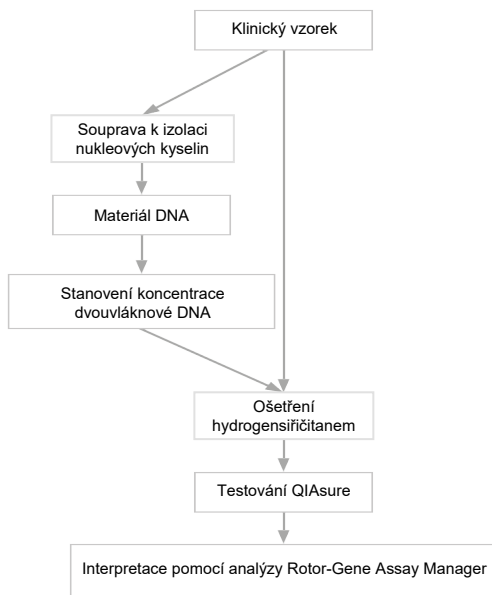 Klinický vzorek
Souprava k izolaci
nukleových kyselin
Materiál DNA
Stanovení koncentrace
dvouvláknové DNA
Ošetření
hydrogensiřičitanem
Testování QIAsure
Interpretace pomocí analýzy Rotor-Gene Assay Manager